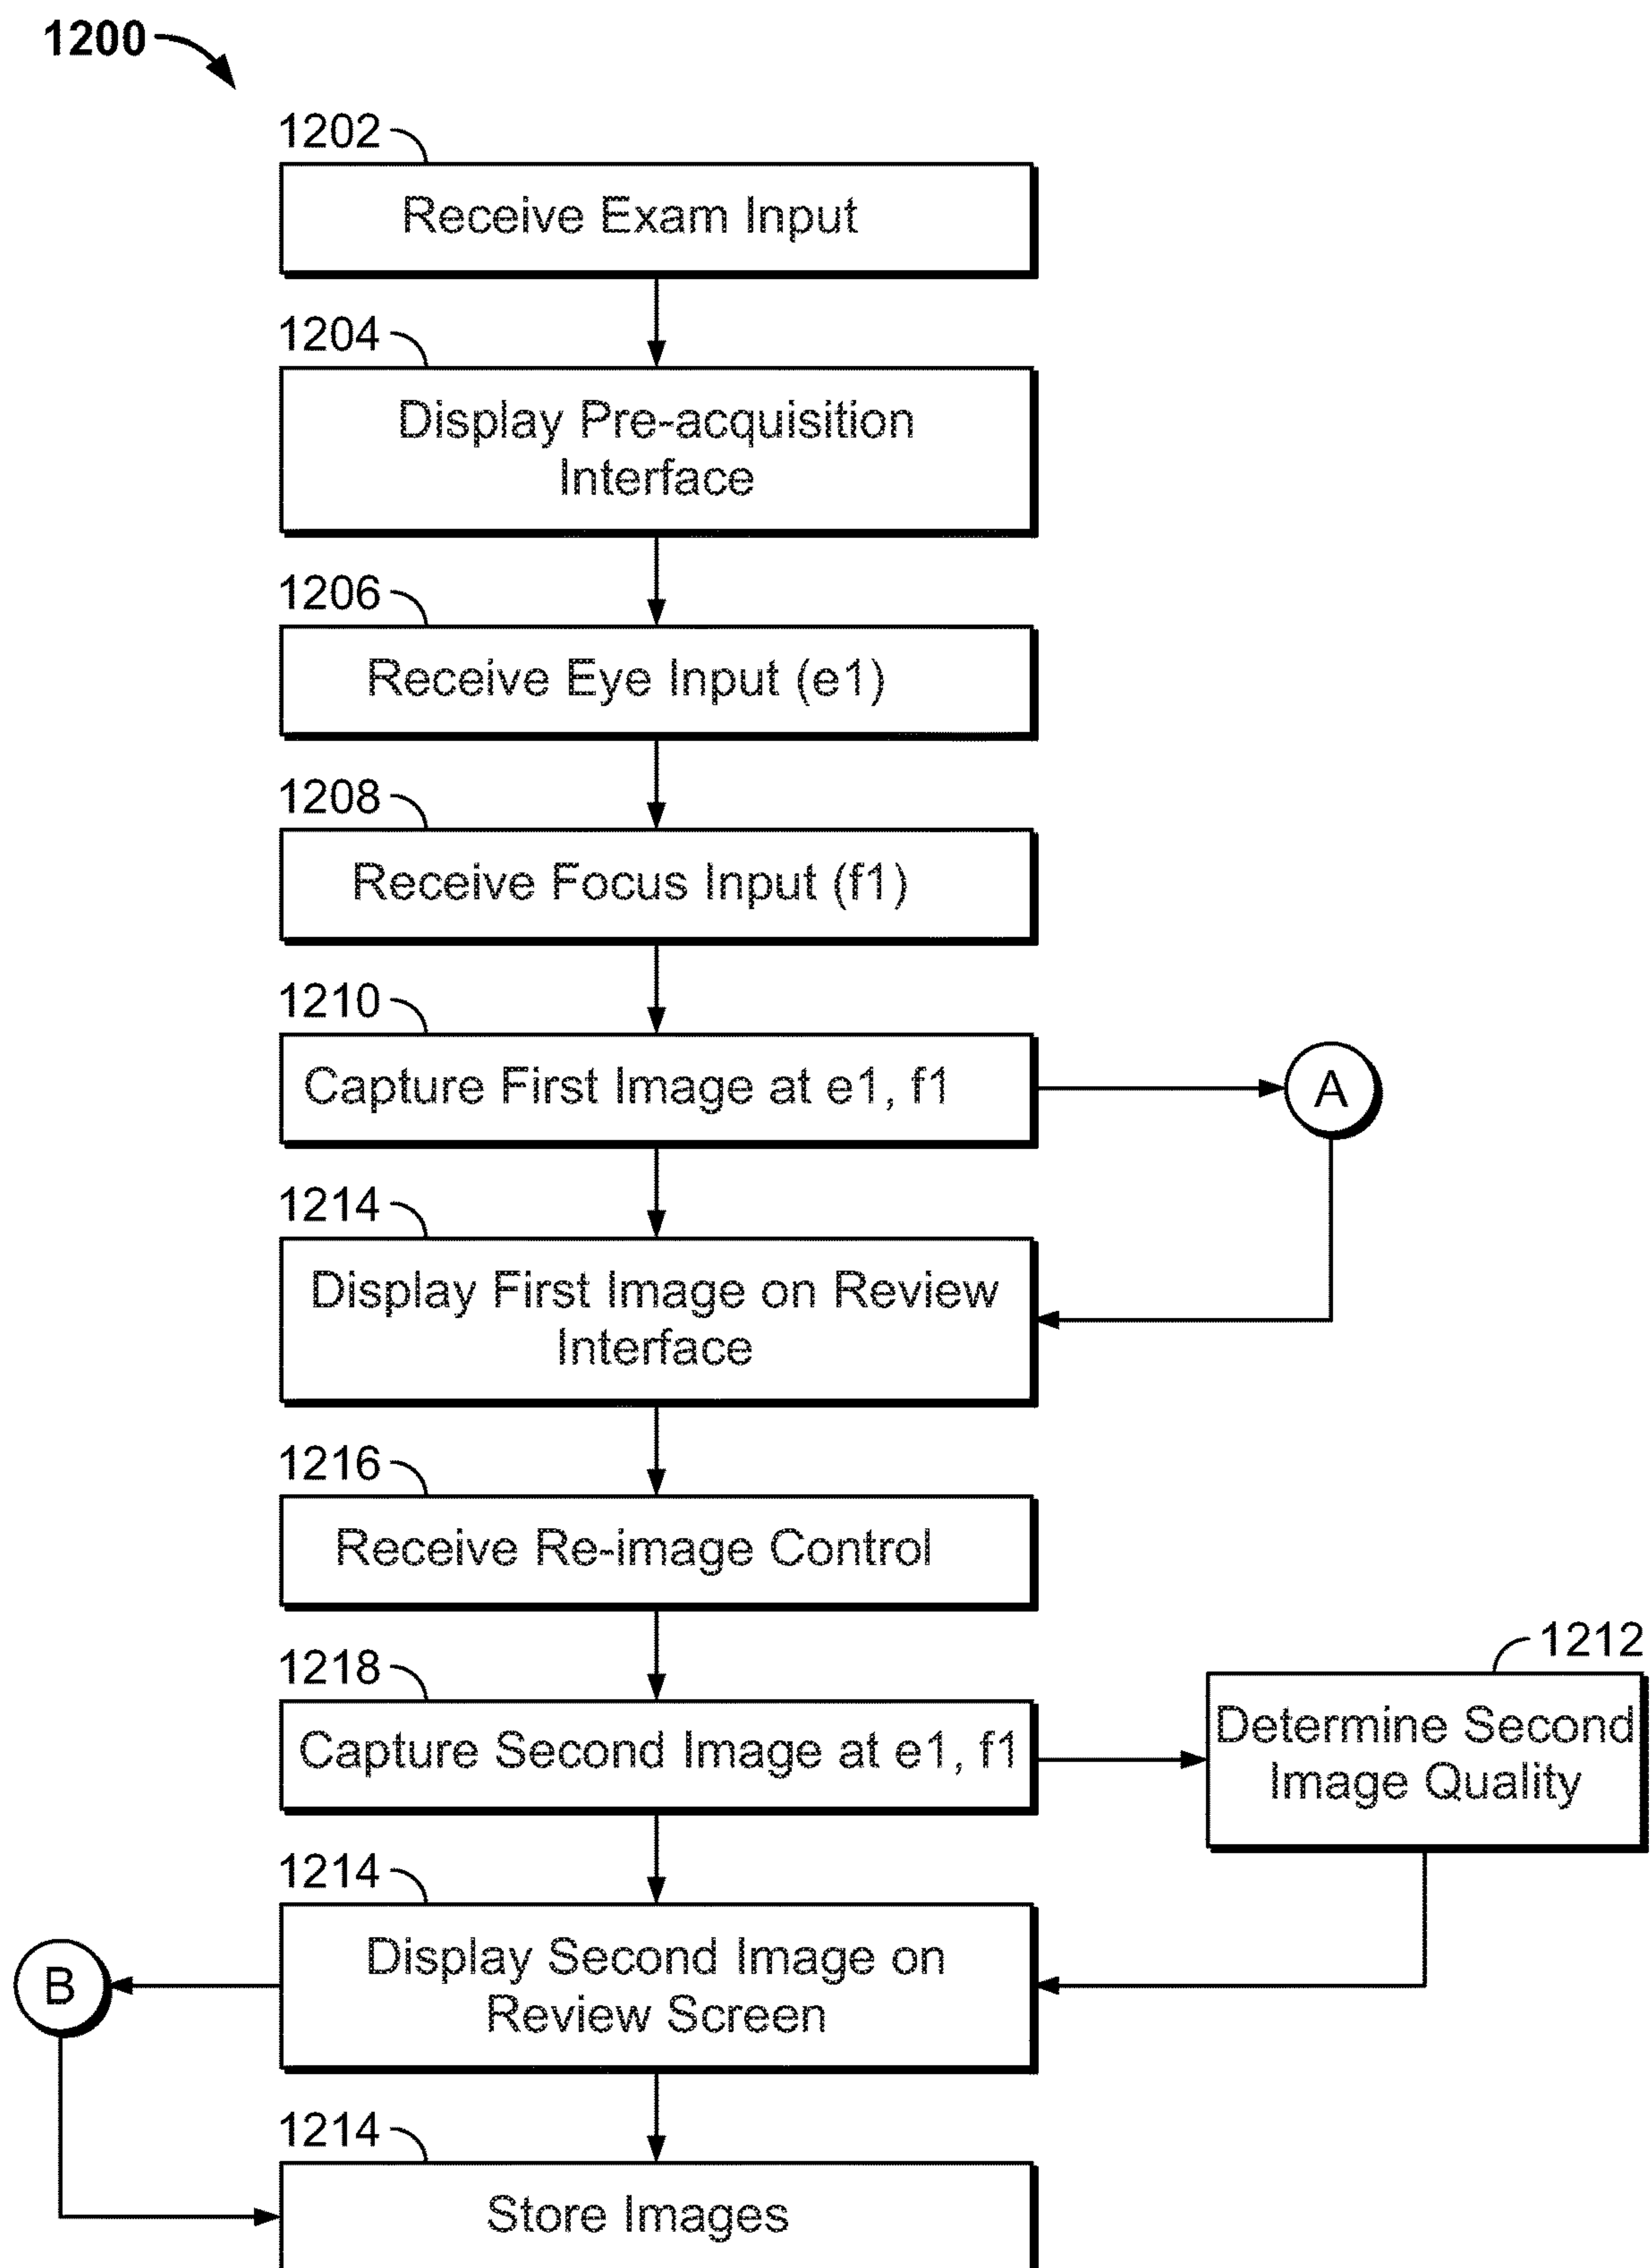 1200
1202
Receive Exam Input
1204
Display Pre-acquisition
Interface
1206
Receive Eye Input (e1)
1208
Receive Focus Input (f1)
1210
Capture First Image at e1, f1
A
1214
Display First Image on Review
Interface
1216
Receive Re-image Control
1218
Capture Second Image at e1, f1
1212
Determine Second
Image Quality
1214
Display Second Image on
Review Screen
B
1214
Store Images